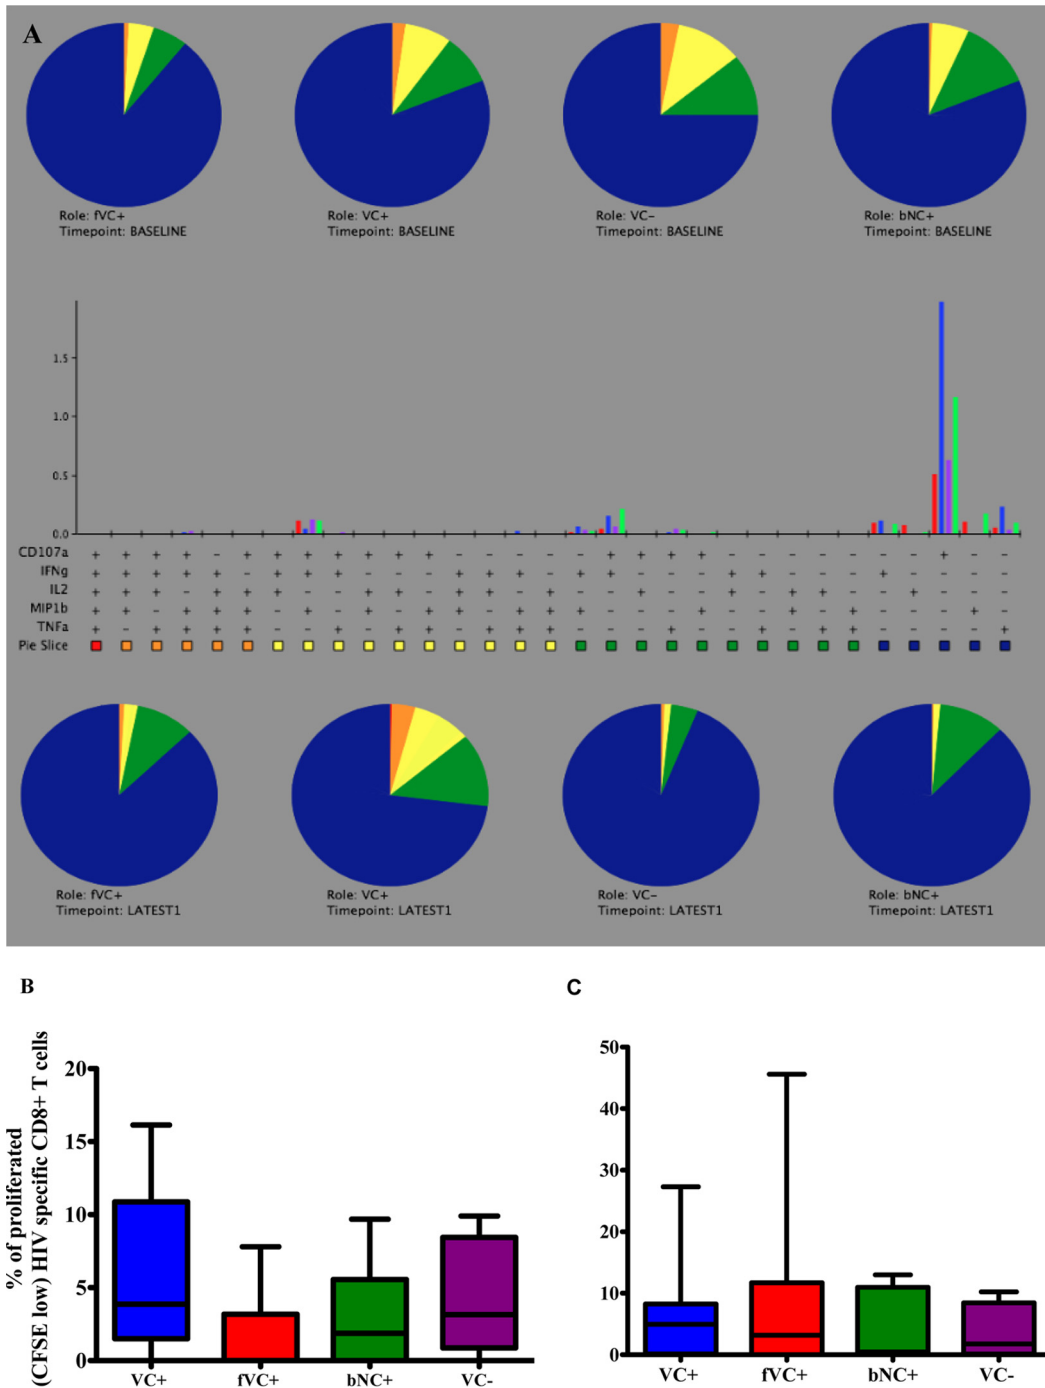 A
Role: fVC+
Timepoint: BASELINE
Role: VC+
Timepoint: BASELINE
Role: VC-
Timepoint: BASELINE
Role: bNC+
Timepoint: BASELINE
1.5
1.0
0.5
0.0
CD107a + + + + - + + + + + + + - - - - - + + + + - - - - - - - + - -
IFNg + + + + + - + + + - - - + + + - + + - - - + + - - - + - - - -
IL2 + + + - + + + - - + + - + + - + - - + - - + - + + - - + - - -
MIP1b + + - + + + - + - + - + - + + + + - - - + - - + - + - - - + -
TNFa + - + + + + - - + - + + + - + + - - - + - - + - + + - - - - +
Pie Slice
Role: fVC+
Timepoint: LATEST1
Role: VC+
Timepoint: LATEST1
Role: VC-
Timepoint: LATEST1
Role: bNC+
Timepoint: LATEST1
B
% of proliferated
(CFSE low) HIV specific CD8+ T cells
20
15
10
5
0
VC+ fVC+ bNC+ VC-
C
50
40
30
20
10
0
VC+ fVC+ bNC+ VC-